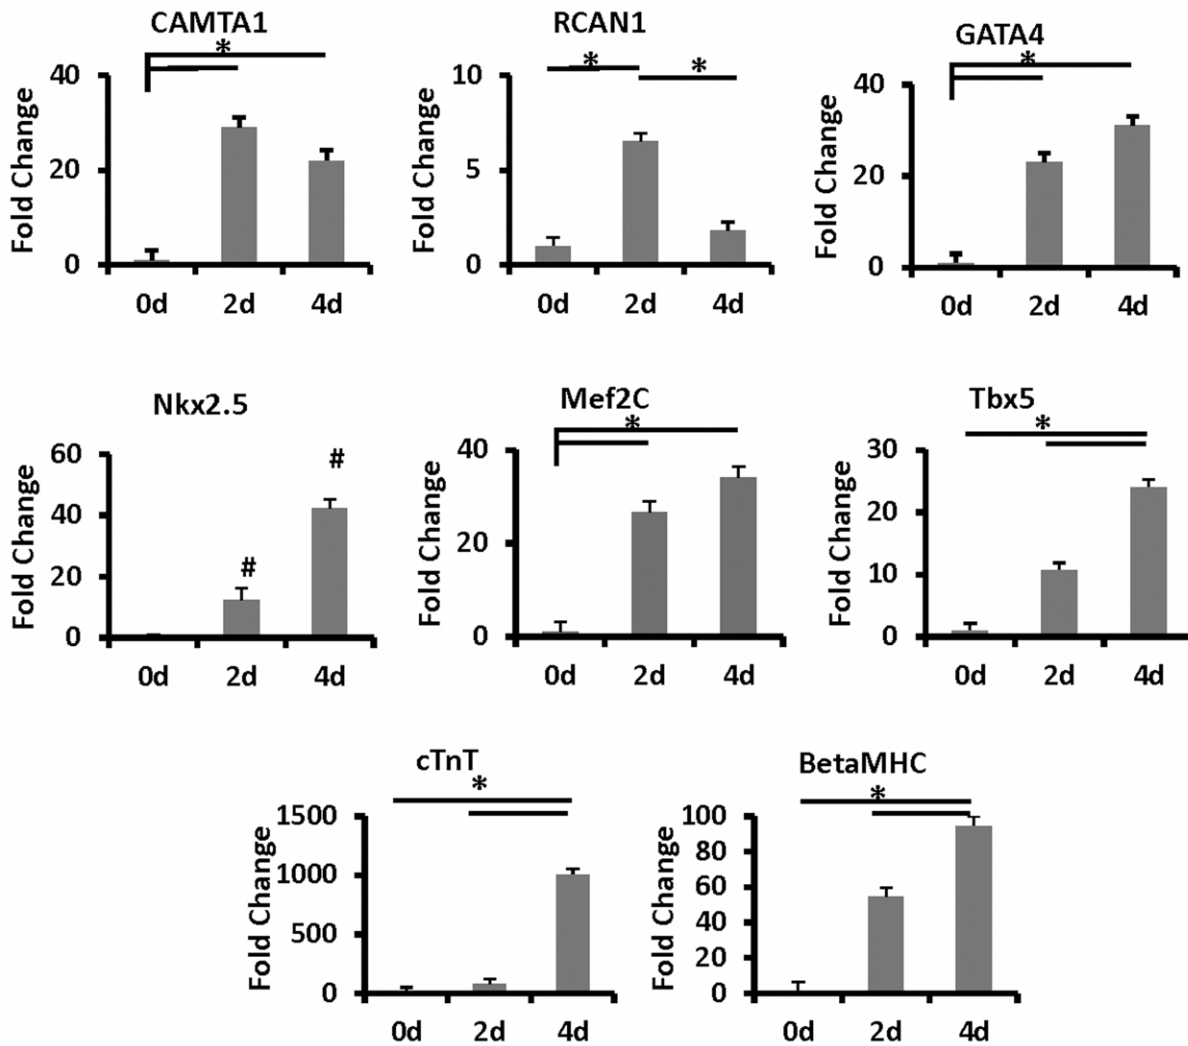 CAMTA1
*
40
20
0
Fold Change
0d 2d 4d
RCAN1
* *
10
5
0
Fold Change
0d 2d 4d
GATA4
*
40
20
0
Fold Change
0d 2d 4d
Nkx2.5
60
40
20
0
Fold Change
# #
0d 2d 4d
Mef2C
*
40
20
0
Fold Change
0d 2d 4d
Tbx5
*
30
20
10
0
Fold Change
0d 2d 4d
cTnT
*
1500
1000
500
0
Fold Change
0d 2d 4d
BetaMHC
*
100
80
60
40
20
0
Fold Change
0d 2d 4d